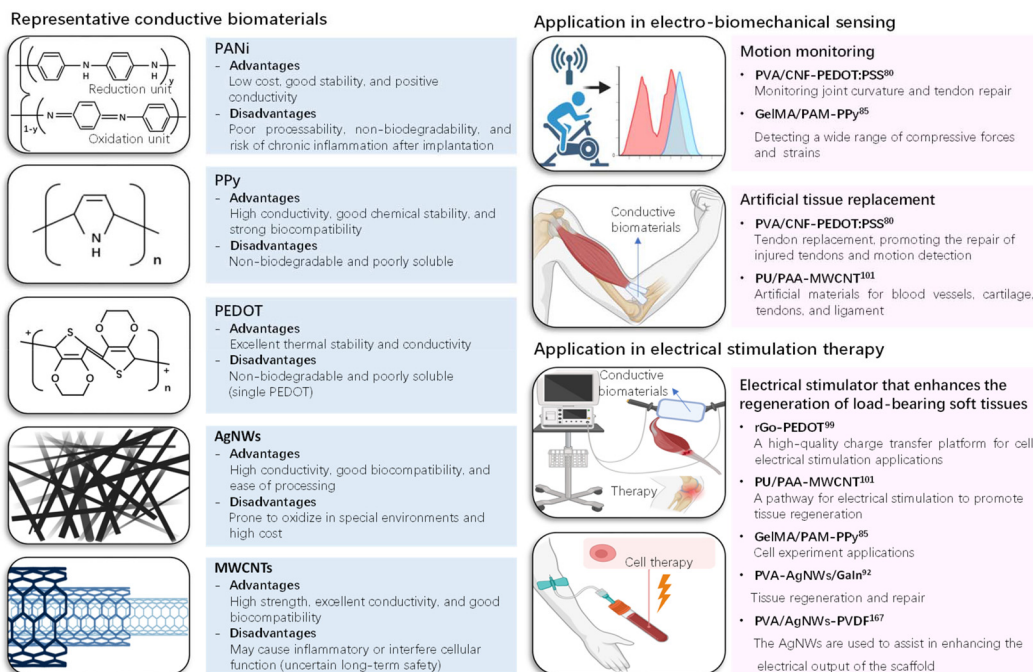 Representative conductive biomaterials
N
H
N
H
y
Reduction unit
N
N
1-y
Oxidation unit
PANi
- Advantages
Low cost, good stability, and positive
conductivity
- Disadvantages
Poor processability, non-biodegradability, and
risk of chronic inflammation after implantation
N
H
n
PPy
- Advantages
High conductivity, good chemical stability, and
strong biocompatibility
- Disadvantages
Non-biodegradable and poorly soluble
+
S
O
O
O
O
S
+
n
PEDOT
- Advantages
Excellent thermal stability and conductivity
- Disadvantages
Non-biodegradable and poorly soluble
(single PEDOT)
AgNWs
- Advantages
High conductivity, good biocompatibility, and
ease of processing
- Disadvantages
Prone to oxidize in special environments and
high cost
MWCNTs
- Advantages
High strength, excellent conductivity, and good
biocompatibility
- Disadvantages
May cause inflammatory or interfere cellular
function (uncertain long-term safety)
Application in electro-biomechanical sensing
Motion monitoring
• PVA/CNF-PEDOT:PSS80
Monitoring joint curvature and tendon repair
• GelMA/PAM-PPy85
Detecting a wide range of compressive forces
and strains
Conductive
biomaterials
Artificial tissue replacement
• PVA/CNF-PEDOT:PSS80
Tendon replacement, promoting the repair of
injured tendons and motion detection
• PU/PAA-MWCNT101
Artificial materials for blood vessels, cartilage,
tendons, and ligament
Application in electrical stimulation therapy
Conductive
biomaterials
Therapy
Cell therapy
Electrical stimulator that enhances the
regeneration of load-bearing soft tissues
• rGo-PEDOT99
A high-quality charge transfer platform for cell
electrical stimulation applications
• PU/PAA-MWCNT101
A pathway for electrical stimulation to promote
tissue regeneration
• GelMA/PAM-PPy85
Cell experiment applications
• PVA-AgNWs/GaIn92
Tissue regeneration and repair
• PVA/AgNWs-PVDF167
The AgNWs are used to assist in enhancing the
electrical output of the scaffold